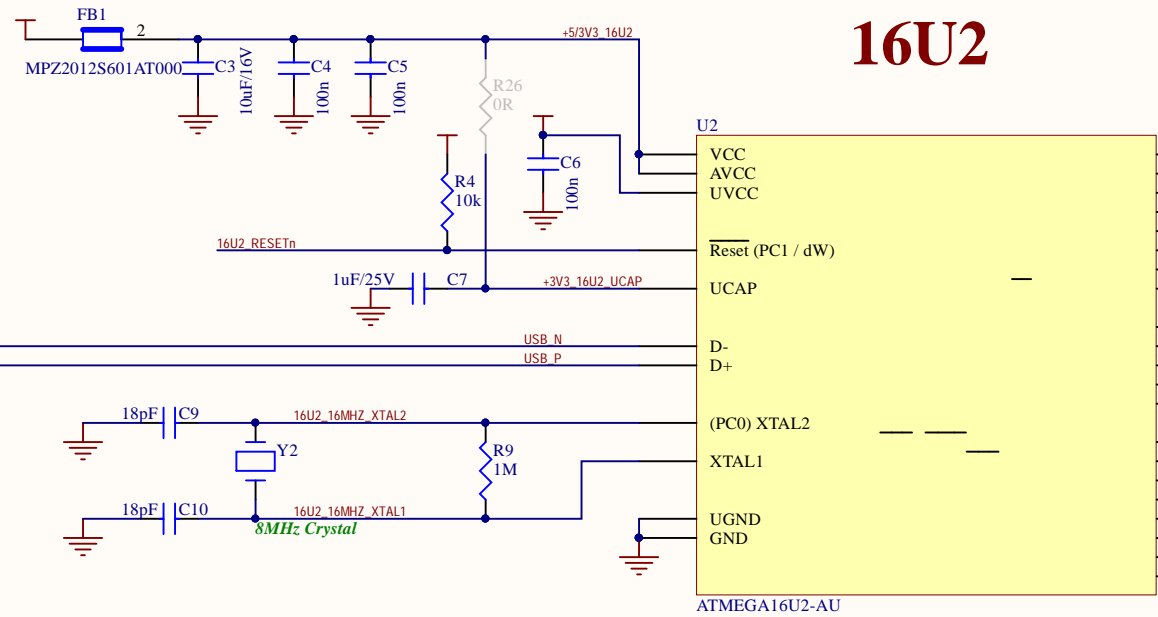 16U2
FB1
2
MPZ2012S601AT000
C3
10uF/16V
C4
100n
C5
100n
+5/3V3_16U2
R26
0R
C6
100n
R4
10k
16U2_RESETn
1uF/25V
C7
+3V3_16U2_UCAP
USB_N
USB_P
18pF
C9
16U2_16MHZ_XTAL2
Y2
R9
1M
18pF
C10
16U2_16MHZ_XTAL1
8MHz Crystal
U2
VCC
AVCC
UVCC
Reset (PC1 / dW)
UCAP
D-
D+
(PC0) XTAL2
XTAL1
UGND
GND
ATMEGA16U2-AU